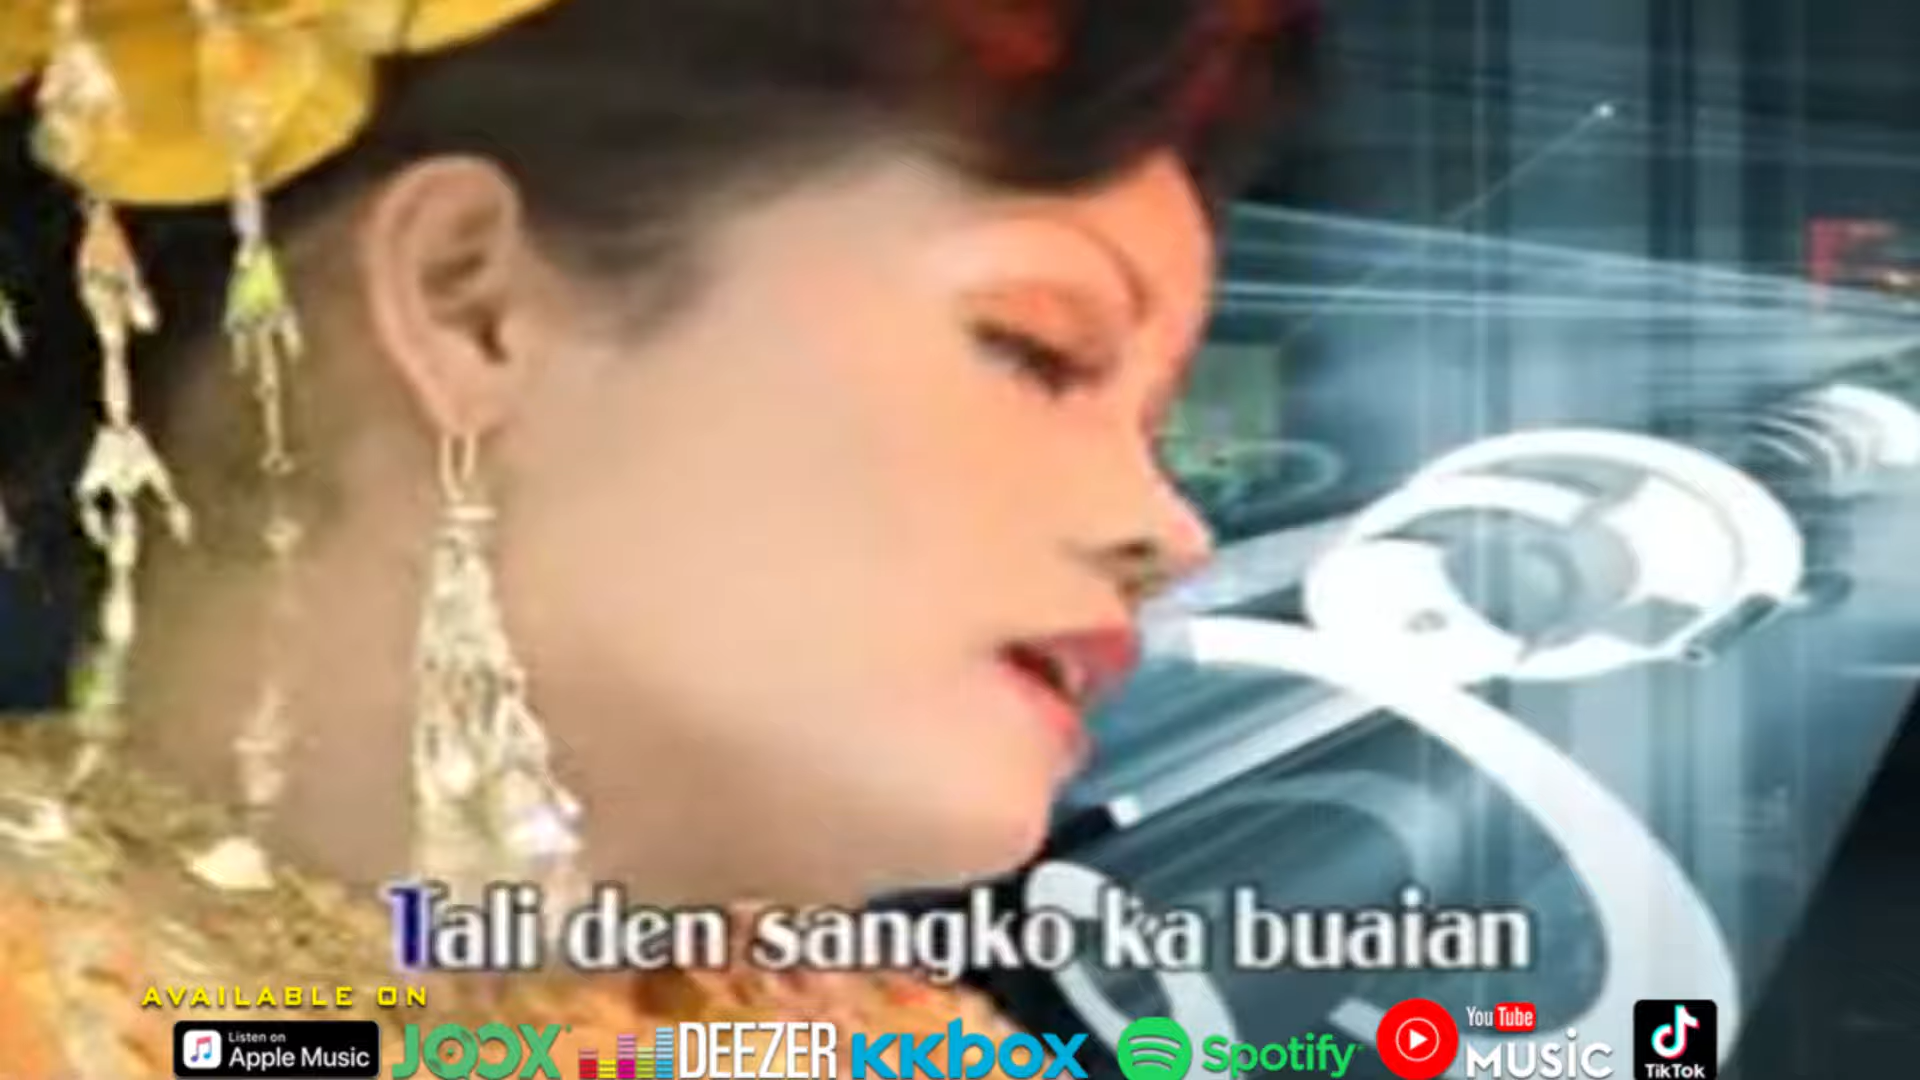 Tali den sangko ka buaian
AVAILABLE ON
Listen on
Apple Music
JOOX
DEEZER
KKBOX
Spotify
YouTube
MUSIC
TikTok